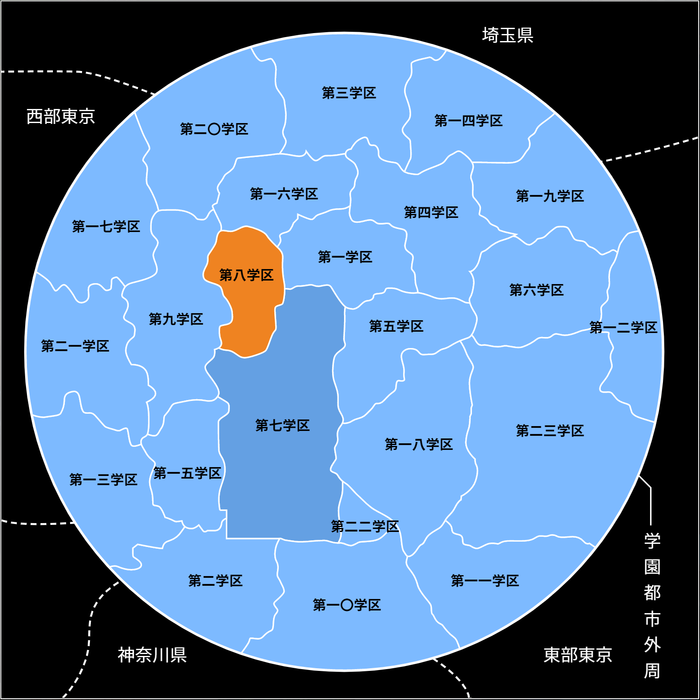 埼玉県
第三学区
西部東京
第二〇学区
第一四学区
第一六学区
第一九学区
第四学区
第一七学区
第一学区
第八学区
第六学区
第九学区
第五学区
第一二学区
第二一学区
第七学区
第二三学区
第一八学区
第一三学区
第一五学区
第二二学区
学園都市外周
第二学区
第一一学区
第一〇学区
神奈川県
東部東京